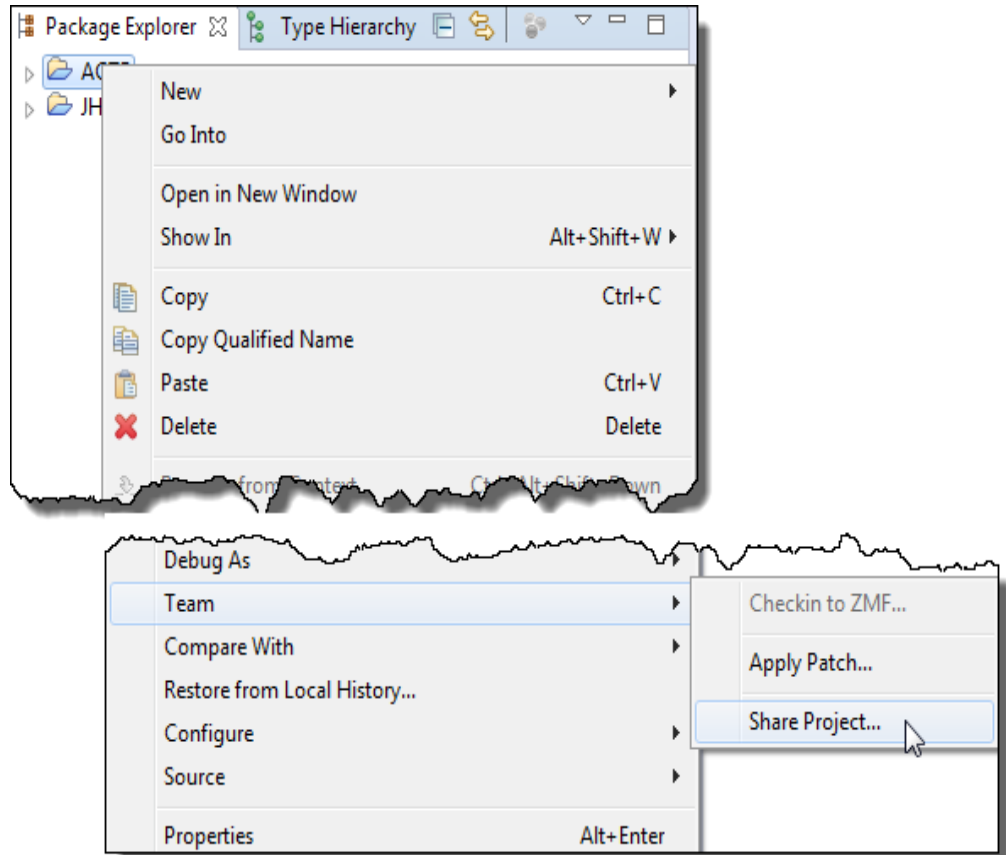 Package Explorer Type Hierarchy
JH
New
Go Into
Open in New Window
Show In Alt+Shift+W
Copy Ctrl+C
Copy Qualified Name
Paste Ctrl+V
Delete Delete
from
Debug As
Team
Checkin to ZMF...
Compare With
Apply Patch...
Restore from Local History...
Share Project...
Configure
Source
Properties Alt+Enter